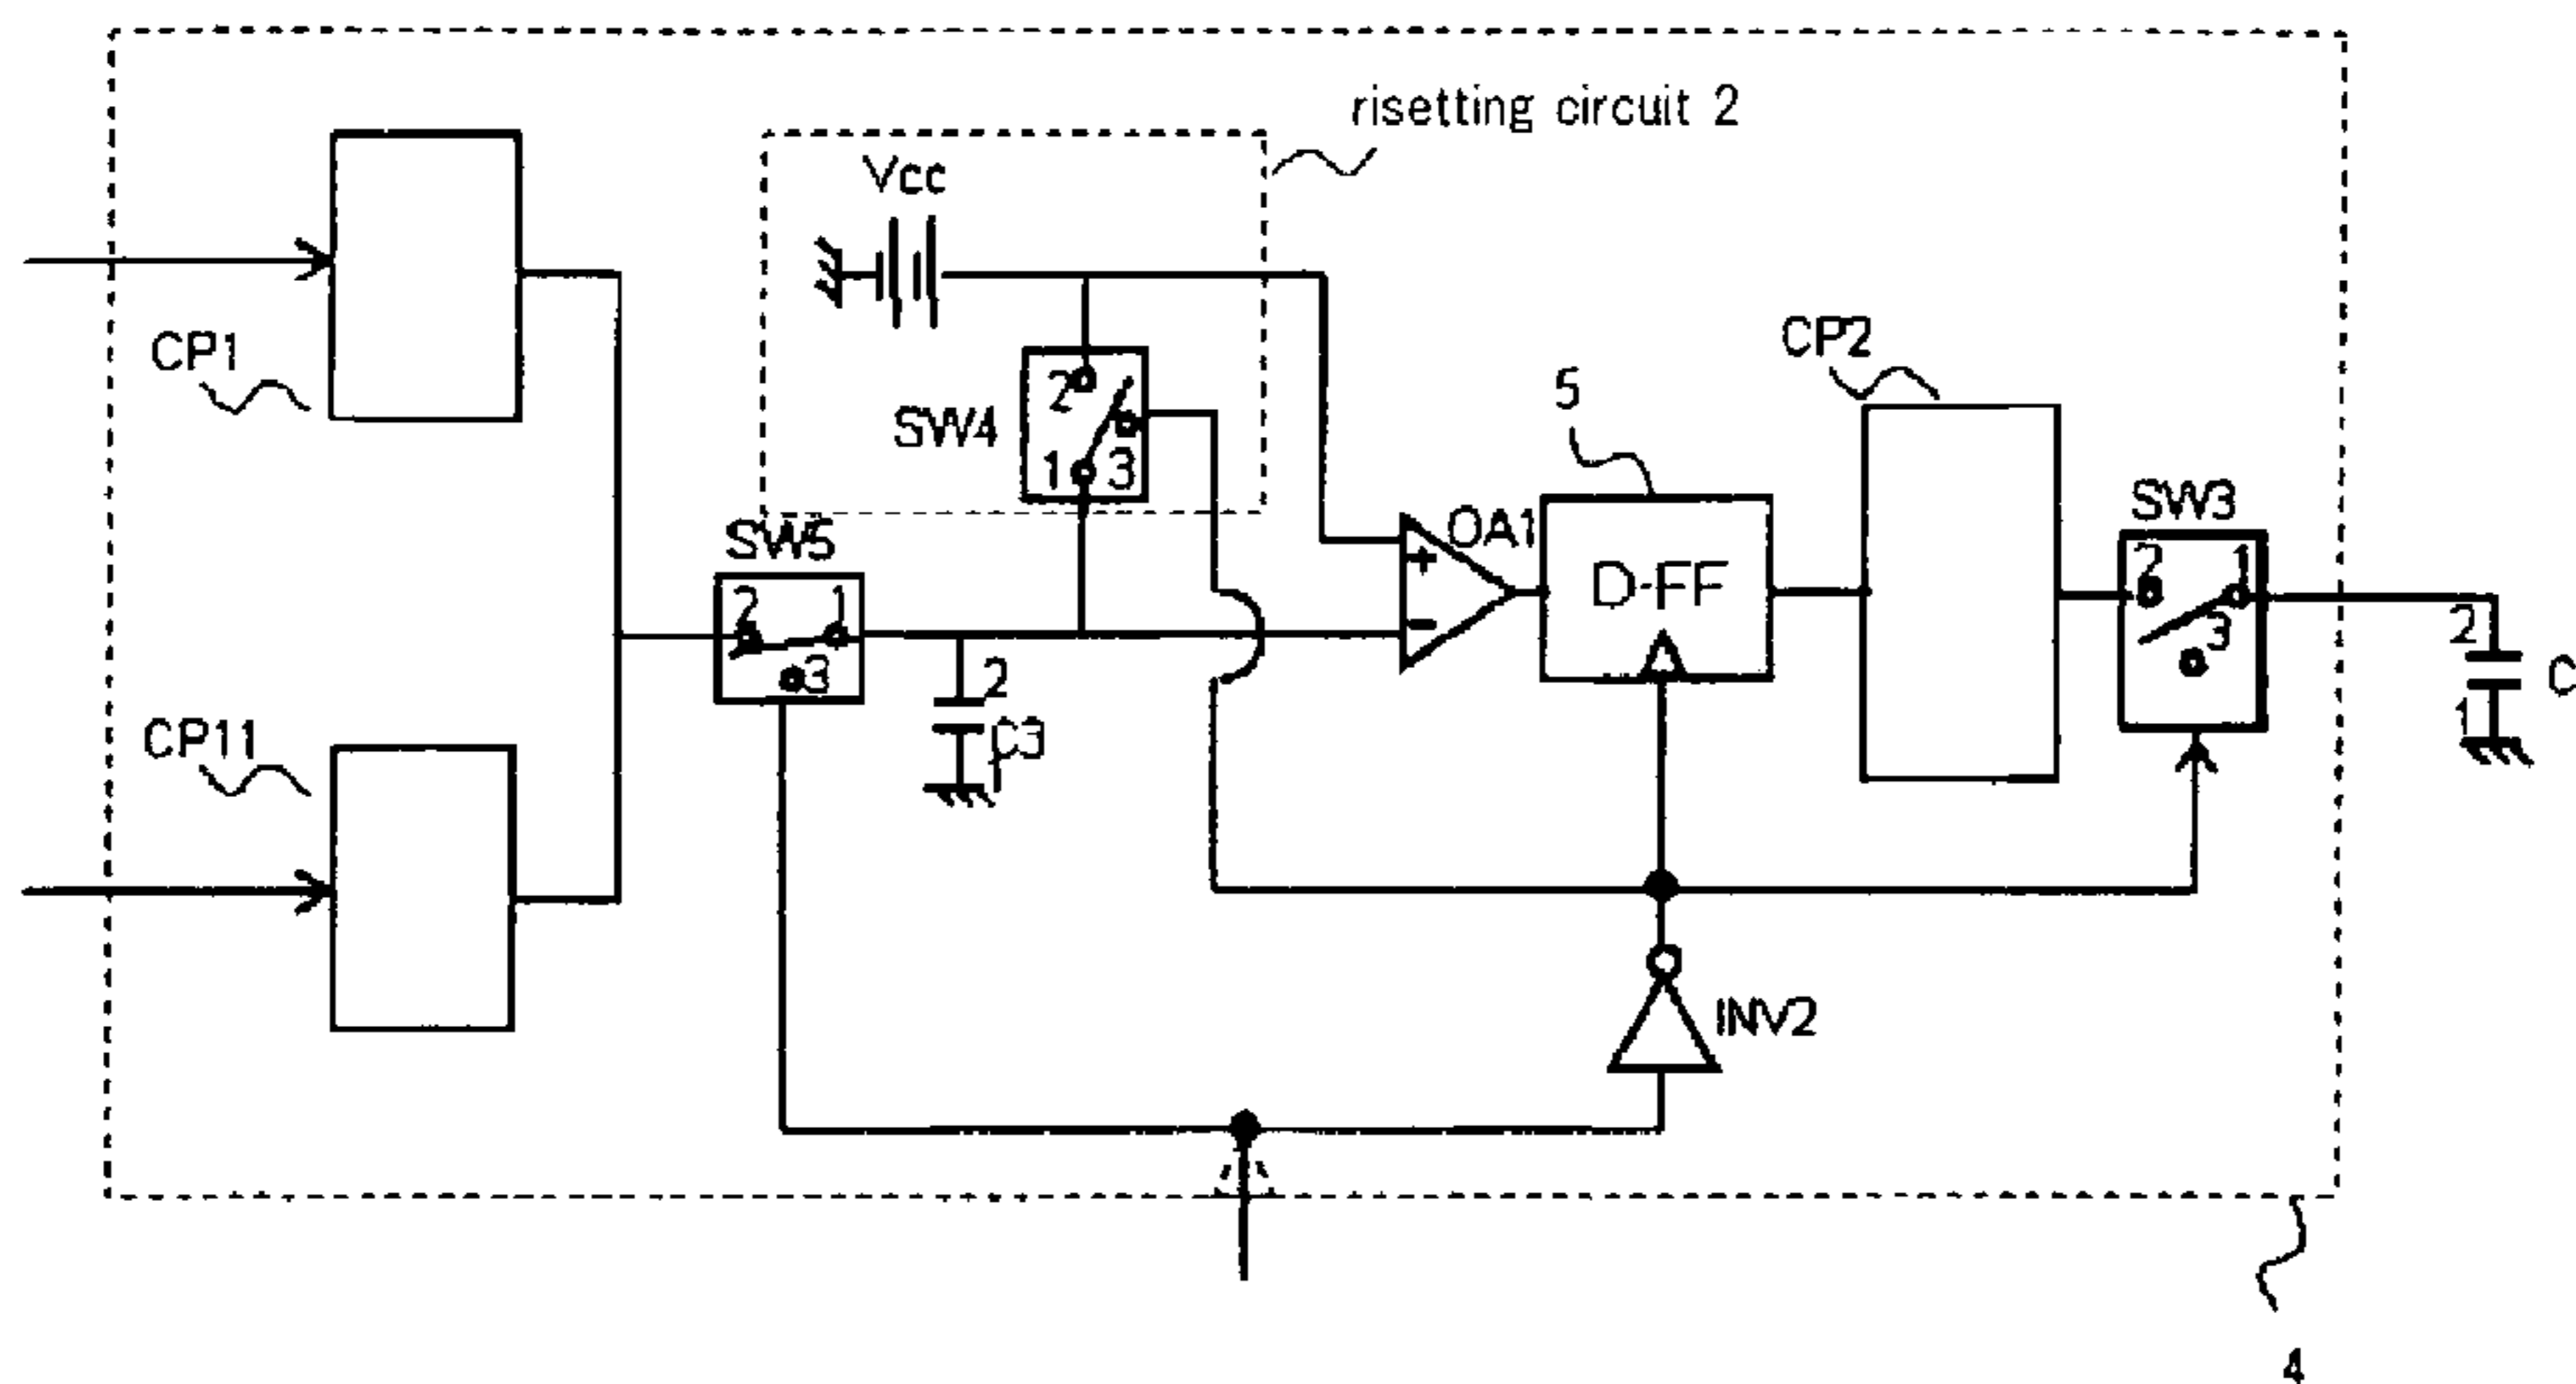 risetting circuit 2
Vcc
CP1
CP2
5
2
SW4
1 3
SW3
SW5
OA1
2 1
3
+
D-FF
2 1
3
−
2
C3
2
C
1
CP11
INV2
4